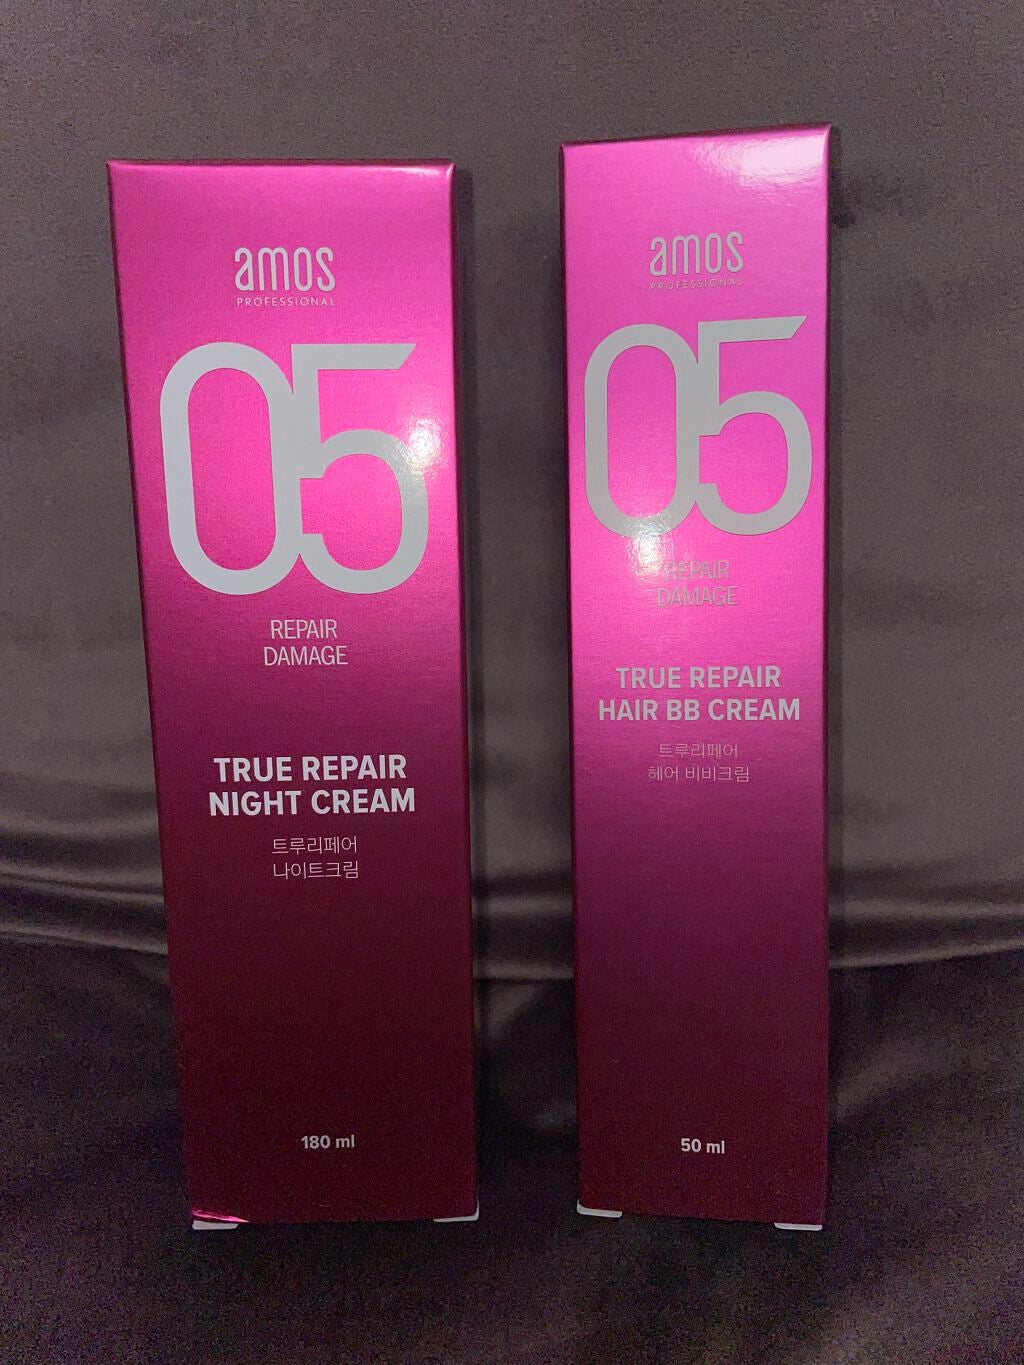 amos
PROFESSIONAL
05
REPAIR
DAMAGE
TRUE REPAIR
NIGHT CREAM
트루리페어
나이트크림
180 ml
amos
PROFESSIONAL
05
REPAIR
DAMAGE
TRUE REPAIR
HAIR BB CREAM
트루리페어
헤어 비비크림
50 ml